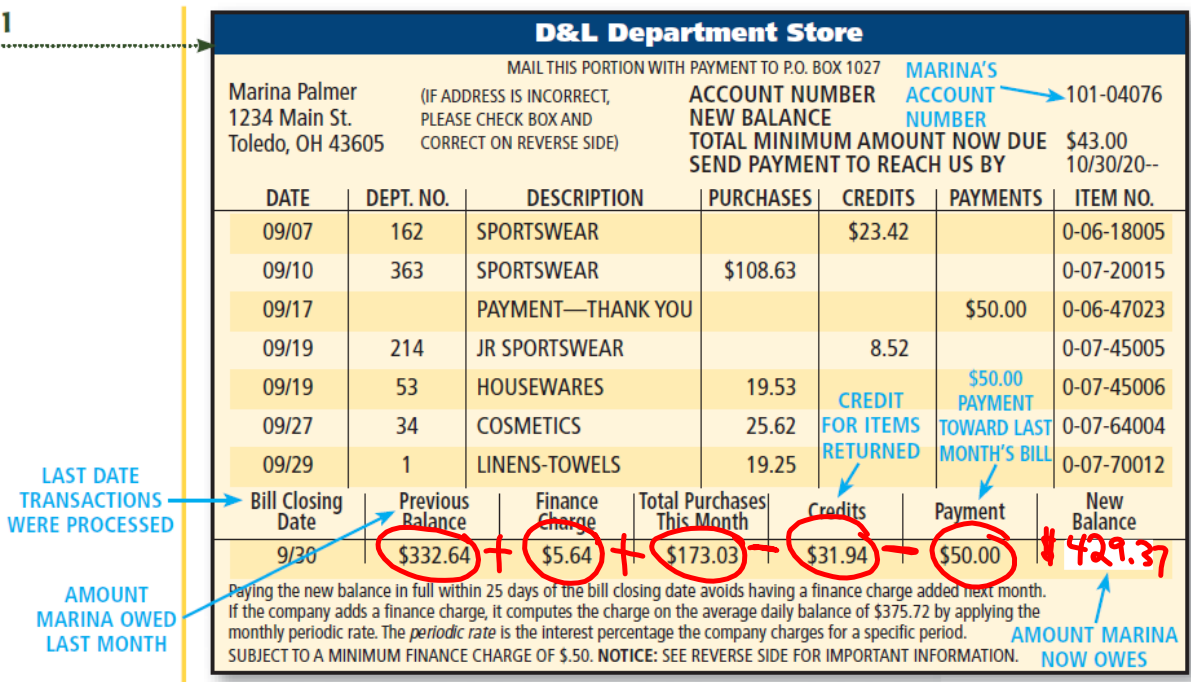 1
D&L Department Store
MAIL THIS PORTION WITH PAYMENT TO P.O. BOX 1027
Marina Palmer
1234 Main St.
Toledo, OH 43605
(IF ADDRESS IS INCORRECT,
PLEASE CHECK BOX AND
CORRECT ON REVERSE SIDE)
ACCOUNT NUMBER 101-04076
NEW BALANCE
TOTAL MINIMUM AMOUNT NOW DUE $43.00
SEND PAYMENT TO REACH US BY 10/30/20--
MARINA'S
ACCOUNT
NUMBER
DATE DEPT. NO. DESCRIPTION PURCHASES CREDITS PAYMENTS ITEM NO.
09/07 162 SPORTSWEAR $23.42 0-06-18005
09/10 363 SPORTSWEAR $108.63 0-07-20015
09/17 PAYMENT—THANK YOU $50.00 0-06-47023
09/19 214 JR SPORTSWEAR 8.52 0-07-45005
09/19 53 HOUSEWARES 19.53 0-07-45006
09/27 34 COSMETICS 25.62 0-07-64004
09/29 1 LINENS-TOWELS 19.25 0-07-70012
CREDIT
FOR ITEMS
RETURNED
$50.00
PAYMENT
TOWARD LAST
MONTH'S BILL
LAST DATE
TRANSACTIONS
WERE PROCESSED
Bill Closing Date Previous Balance Finance Charge Total Purchases This Month Credits Payment New Balance
9/30 $332.64 + $5.64 + $173.03 - $31.94 - $50.00 $429.37
AMOUNT
MARINA OWED
LAST MONTH
Paying the new balance in full within 25 days of the bill closing date avoids having a finance charge added next month.
If the company adds a finance charge, it computes the charge on the average daily balance of $375.72 by applying the
monthly periodic rate. The periodic rate is the interest percentage the company charges for a specific period.
SUBJECT TO A MINIMUM FINANCE CHARGE OF $.50. NOTICE: SEE REVERSE SIDE FOR IMPORTANT INFORMATION.
AMOUNT MARINA
NOW OWES